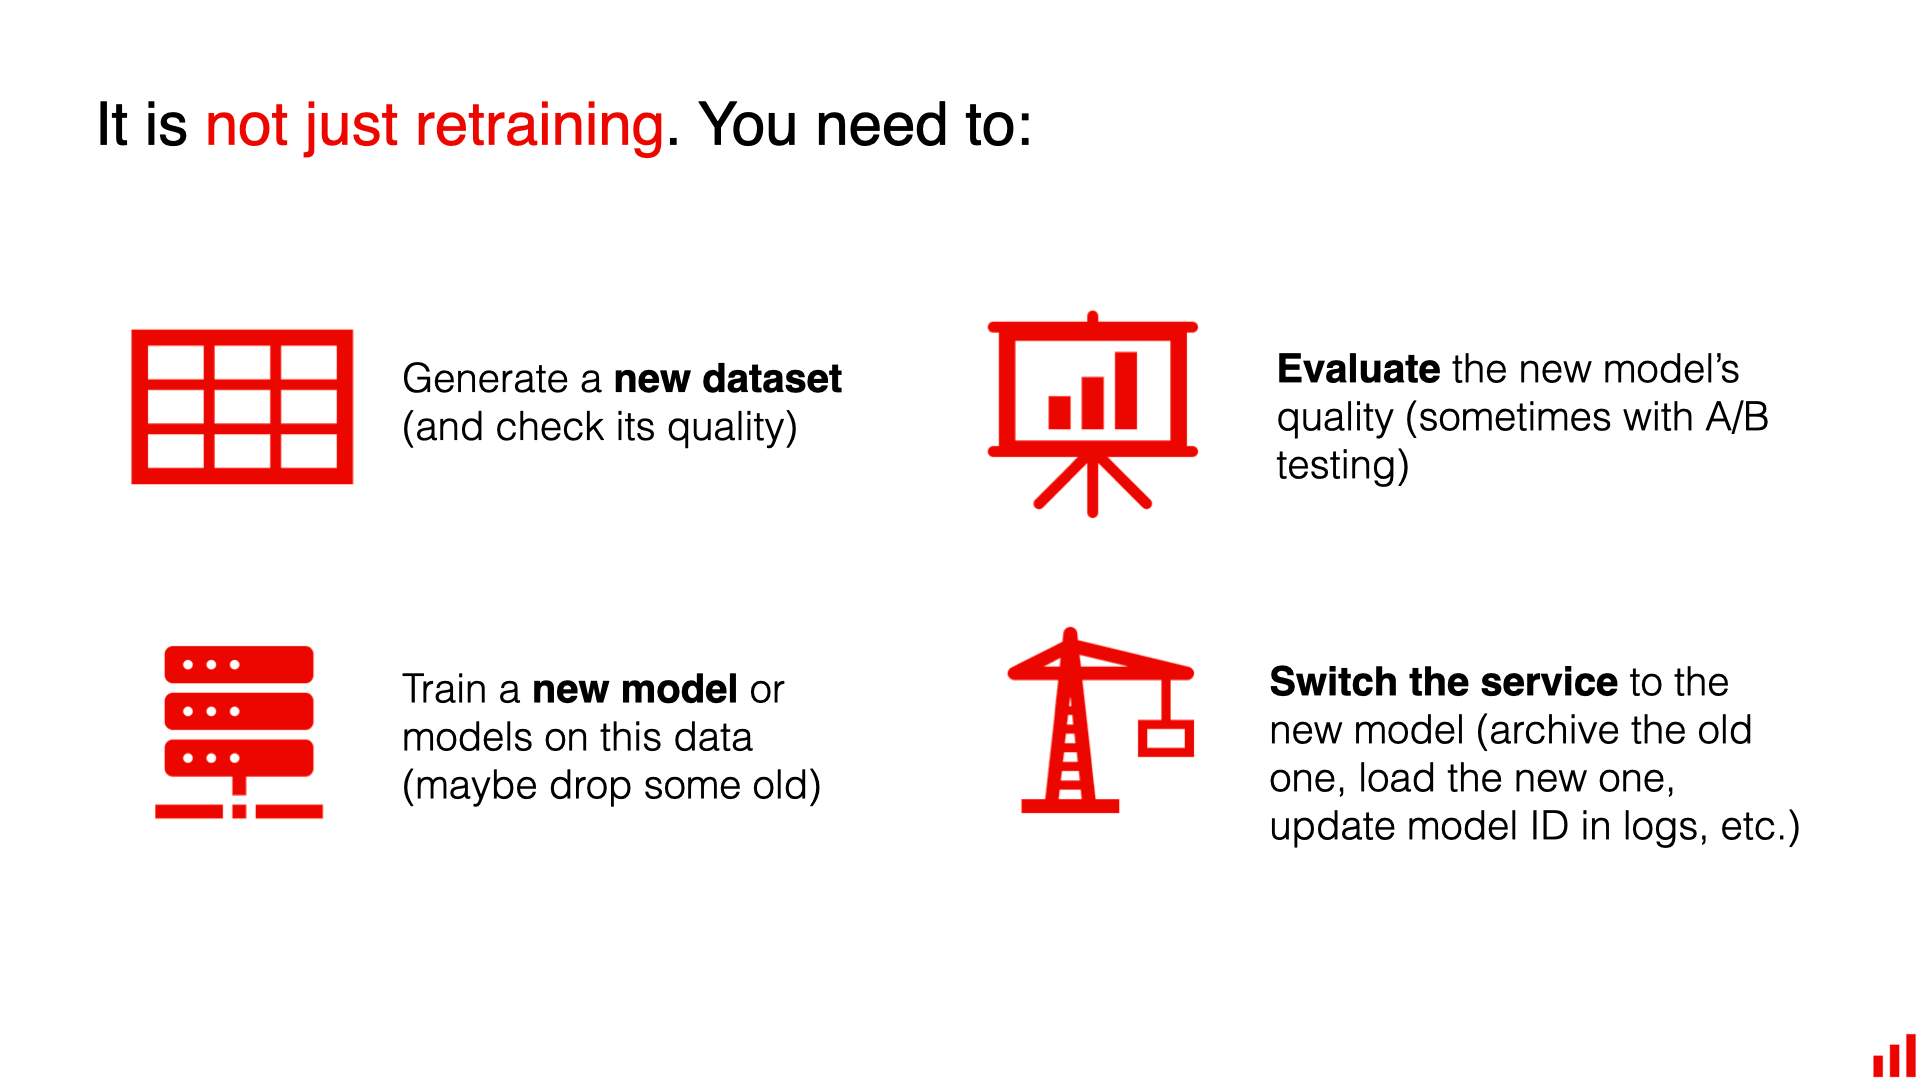 It is not just retraining. You need to:
Generate a new dataset
(and check its quality)
Train a new model or
models on this data
(maybe drop some old)
Evaluate the new model’s
quality (sometimes with A/B
testing)
Switch the service to the
new model (archive the old
one, load the new one,
update model ID in logs, etc.)